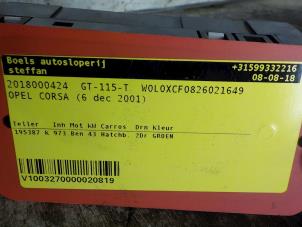 Boels autosloperij
steffan
+31599332216
08-08-18
2018000424 GT-115-T W0L0XCF0826021649
OPEL CORSA (6 dec 2001)
Teller Inh Mot kW Carros Drn Kleur
195387 K 973 Ben 43 Hatchb. 2Dr GROEN
V1003270000020819